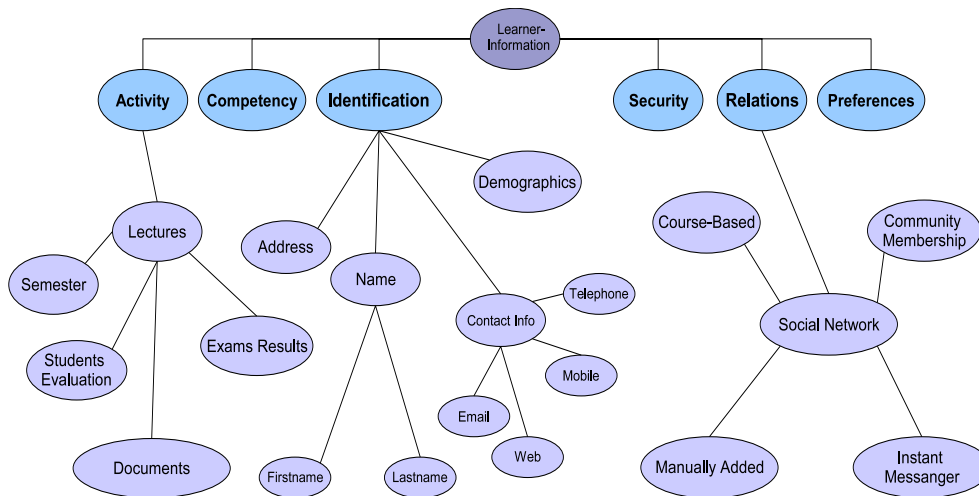 Learner-
Information
Activity
Competency
Identification
Security
Relations
Preferences
Demographics
Course-Based
Community
Membership
Lectures
Address
Semester
Name
Telephone
Contact Info
Social Network
Students
Evaluation
Exams Results
Mobile
Email
Web
Documents
Firstname
Lastname
Manually Added
Instant
Messanger